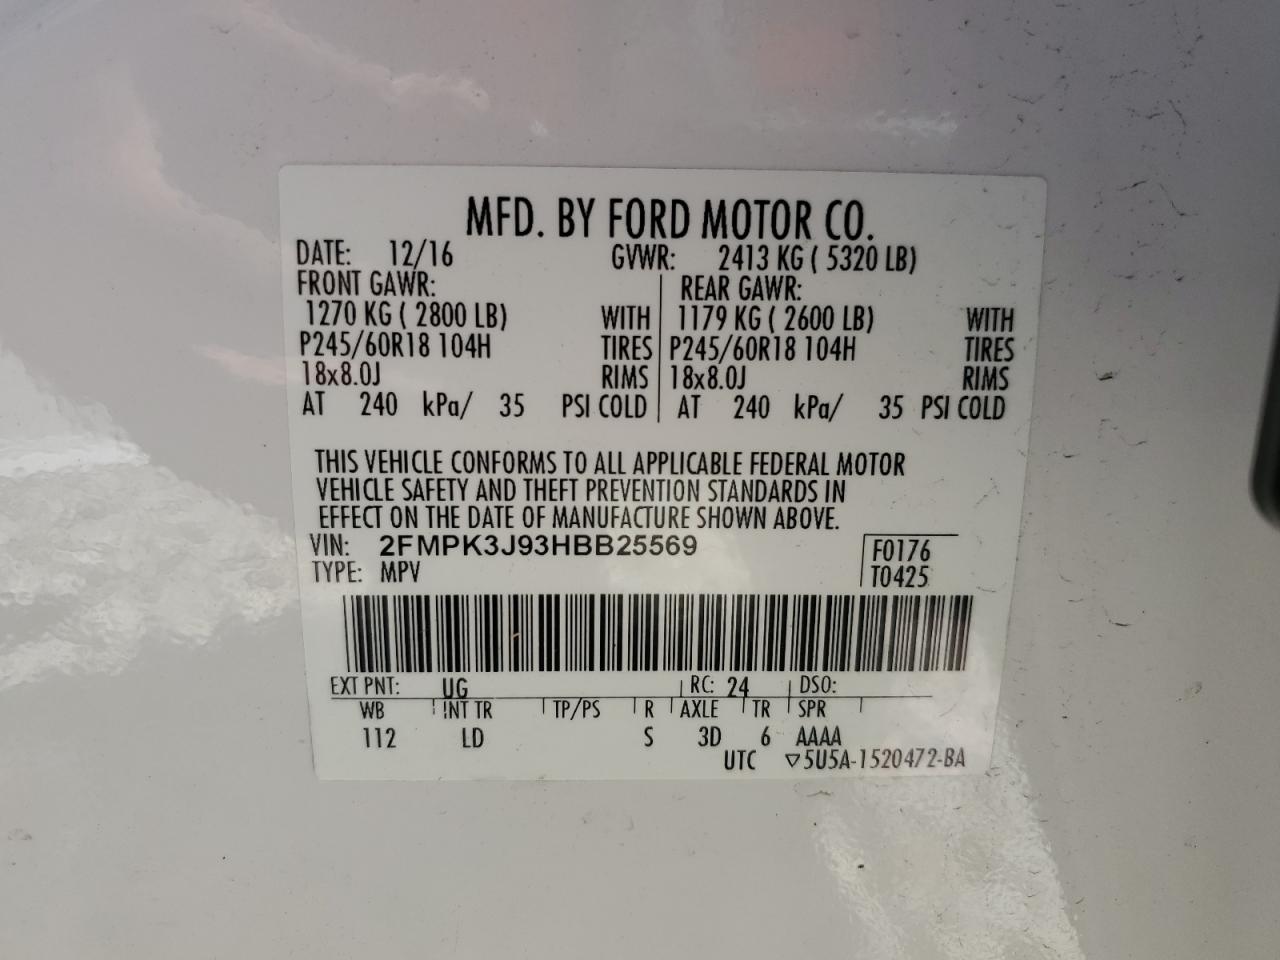 MFD. BY FORD MOTOR CO.
DATE: 12/16 GVWR: 2413 KG ( 5320 LB)
FRONT GAWR: REAR GAWR:
1270 KG ( 2800 LB) WITH 1179 KG ( 2600 LB) WITH
P245/60R18 104H TIRES P245/60R18 104H TIRES
18x8.0J RIMS 18x8.0J RIMS
AT 240 kPa/ 35 PSI COLD AT 240 kPa/ 35 PSI COLD
THIS VEHICLE CONFORMS TO ALL APPLICABLE FEDERAL MOTOR
VEHICLE SAFETY AND THEFT PREVENTION STANDARDS IN
EFFECT ON THE DATE OF MANUFACTURE SHOWN ABOVE.
VIN: 2FMPK3J93HBB25569 F0176
TYPE: MPV T0425
EXT PNT: UG RC: 24 DSO:
WB INT TR TP/PS R AXLE TR SPR
112 LD S 3D 6 AAAA
UTC ▽5U5A-1520472-BA